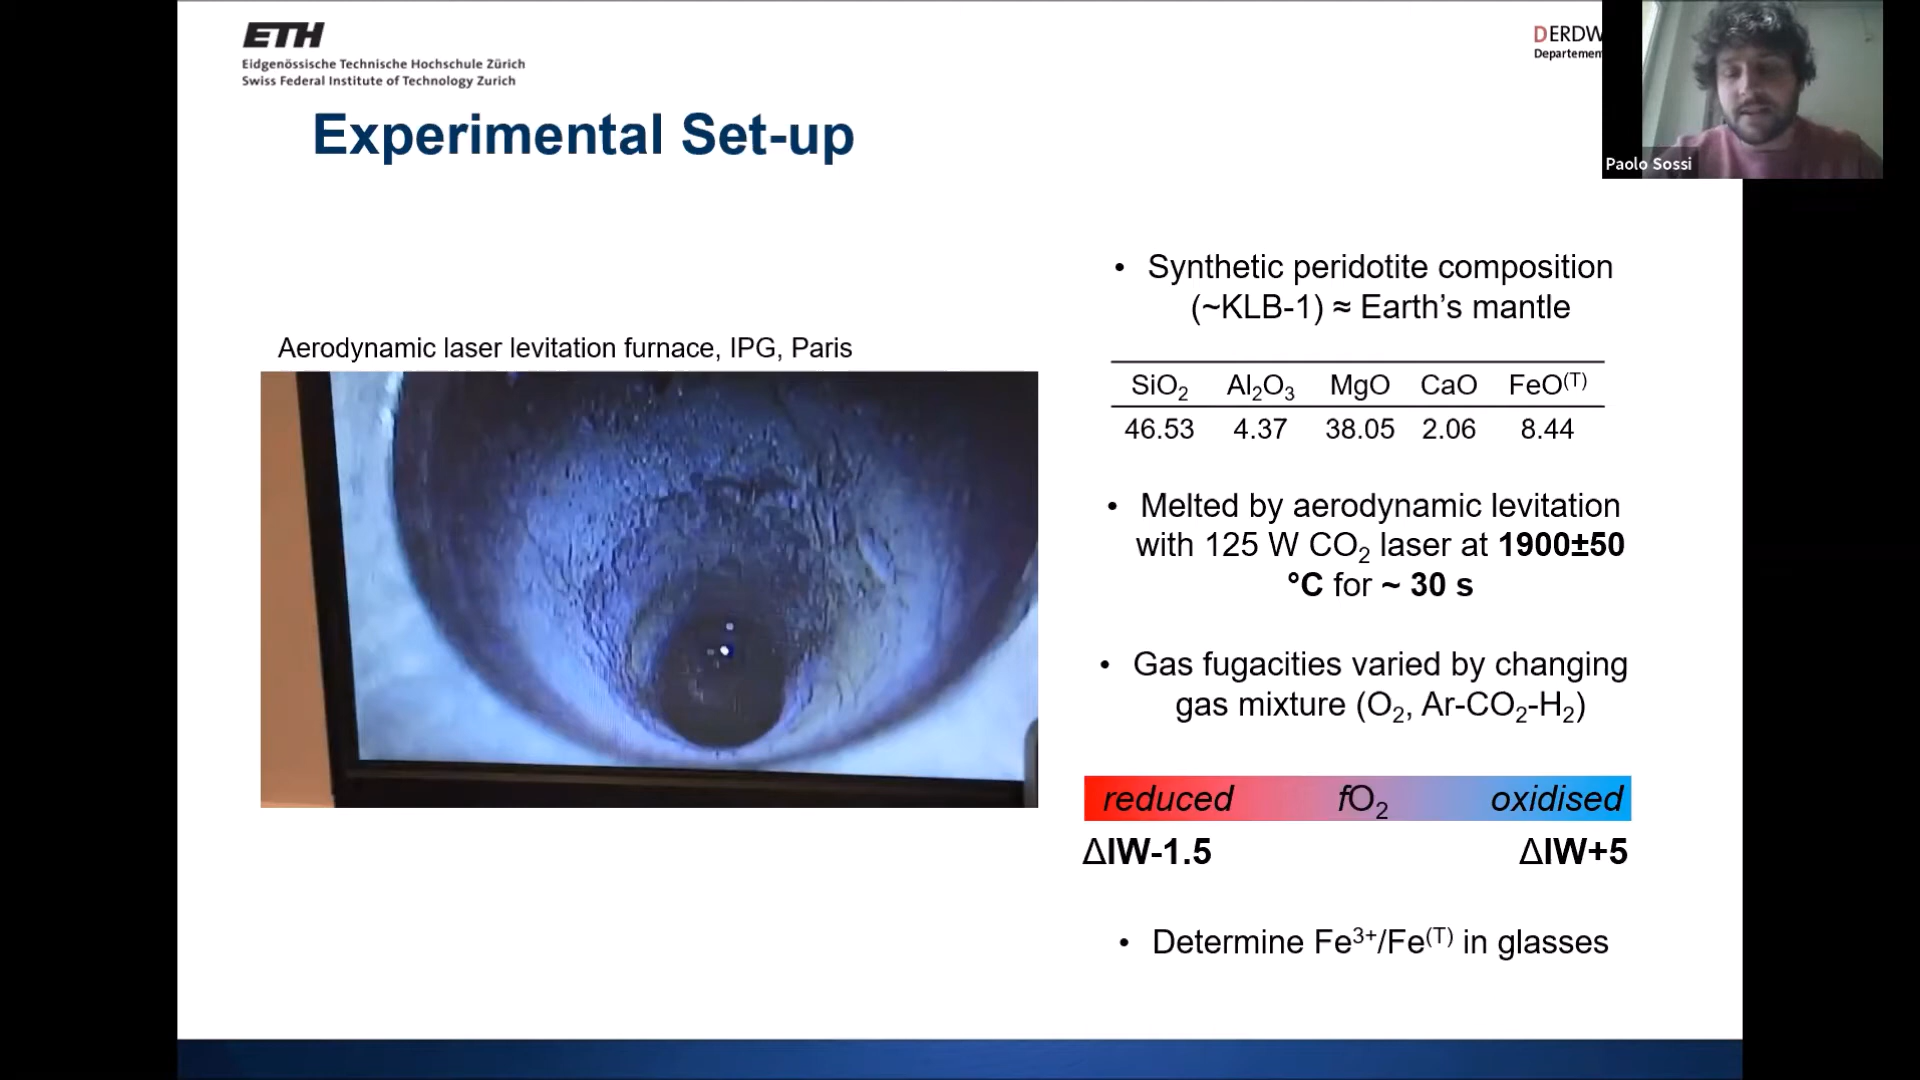 ETH
Eidgenössische Technische Hochschule Zürich
Swiss Federal Institute of Technology Zurich
DERDW
Departemen
Paolo Sossi
Experimental Set-up
Aerodynamic laser levitation furnace, IPG, Paris
• Synthetic peridotite composition
(~KLB-1) ≈ Earth’s mantle
SiO₂ Al₂O₃ MgO CaO FeO⁽ᵀ⁾
46.53 4.37 38.05 2.06 8.44
• Melted by aerodynamic levitation
with 125 W CO₂ laser at 1900±50
°C for ~ 30 s
• Gas fugacities varied by changing
gas mixture (O₂, Ar-CO₂-H₂)
reduced fO₂ oxidised
ΔIW-1.5 ΔIW+5
• Determine Fe³⁺/Fe⁽ᵀ⁾ in glasses